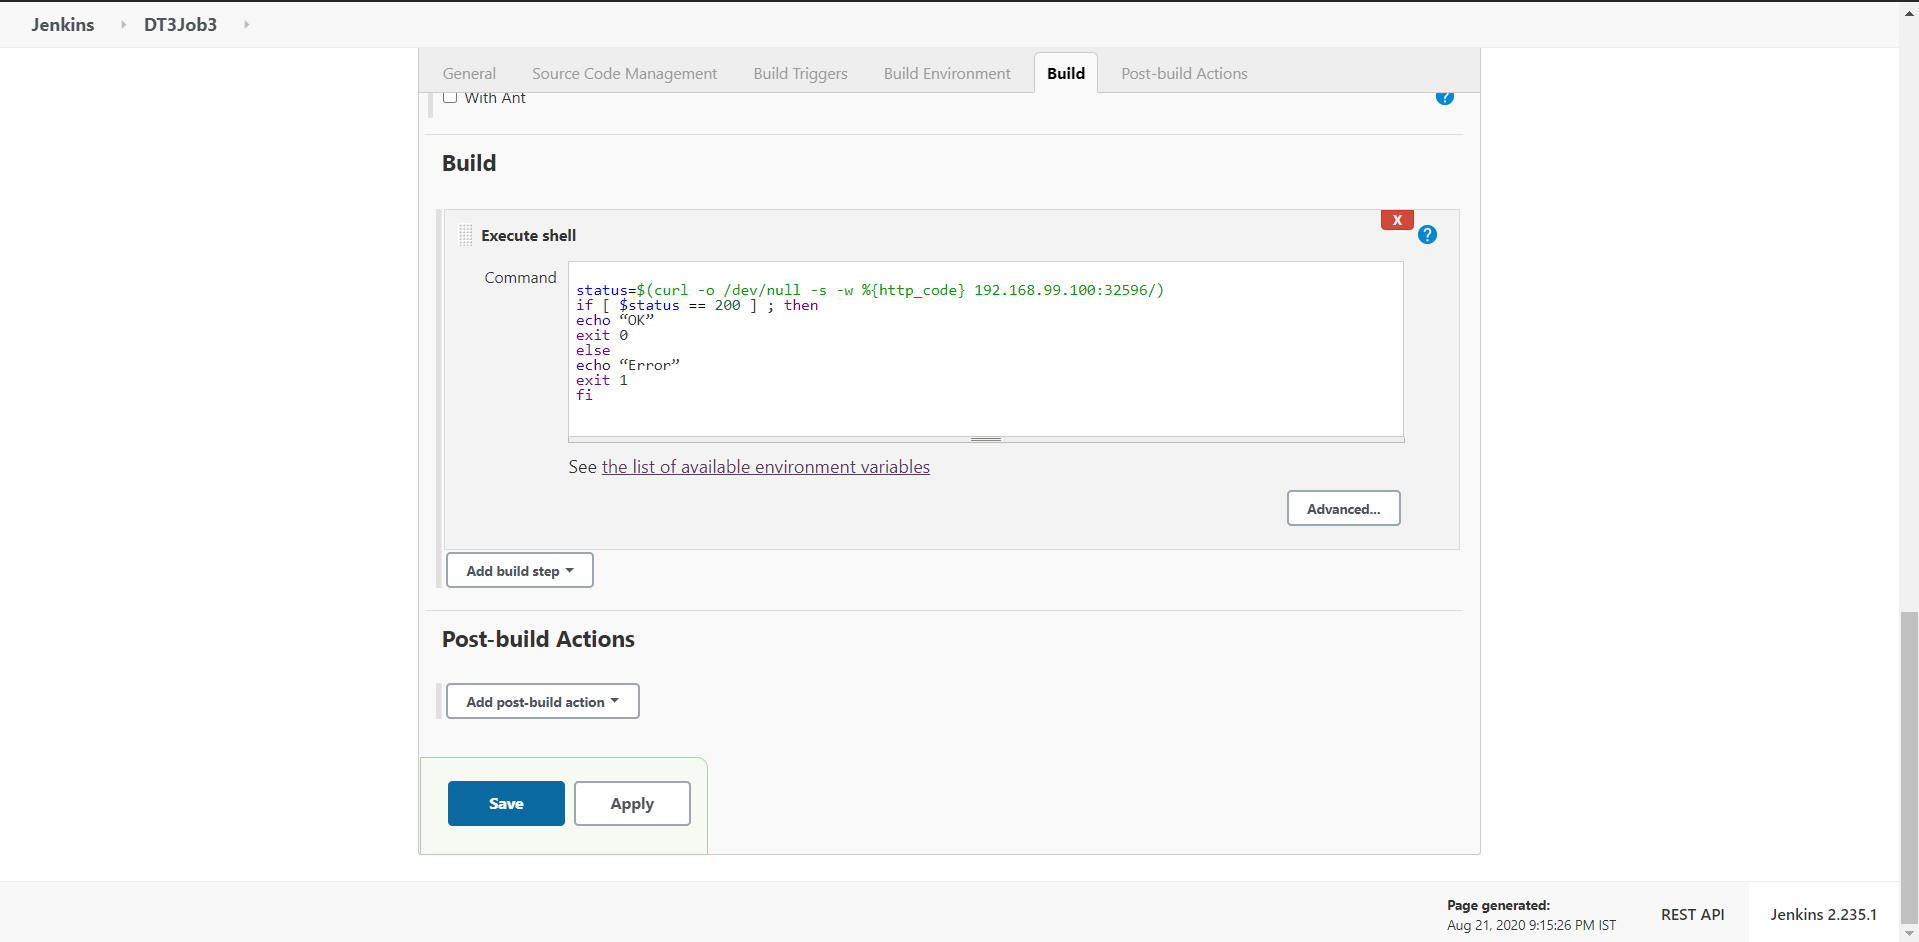 Jenkins DT3Job3
General Source Code Management Build Triggers Build Environment Build Post-build Actions
With Ant
?
Build
X
Execute shell
?
Command
status=$(curl -o /dev/null -s -w %{http_code} 192.168.99.100:32596/)
if [ $status == 200 ] ; then
echo “OK”
exit 0
else
echo “Error”
exit 1
fi
See the list of available environment variables
Advanced...
Add build step
Post-build Actions
Add post-build action
Save Apply
Page generated:
Aug 21, 2020 9:15:26 PM IST
REST API
Jenkins 2.235.1